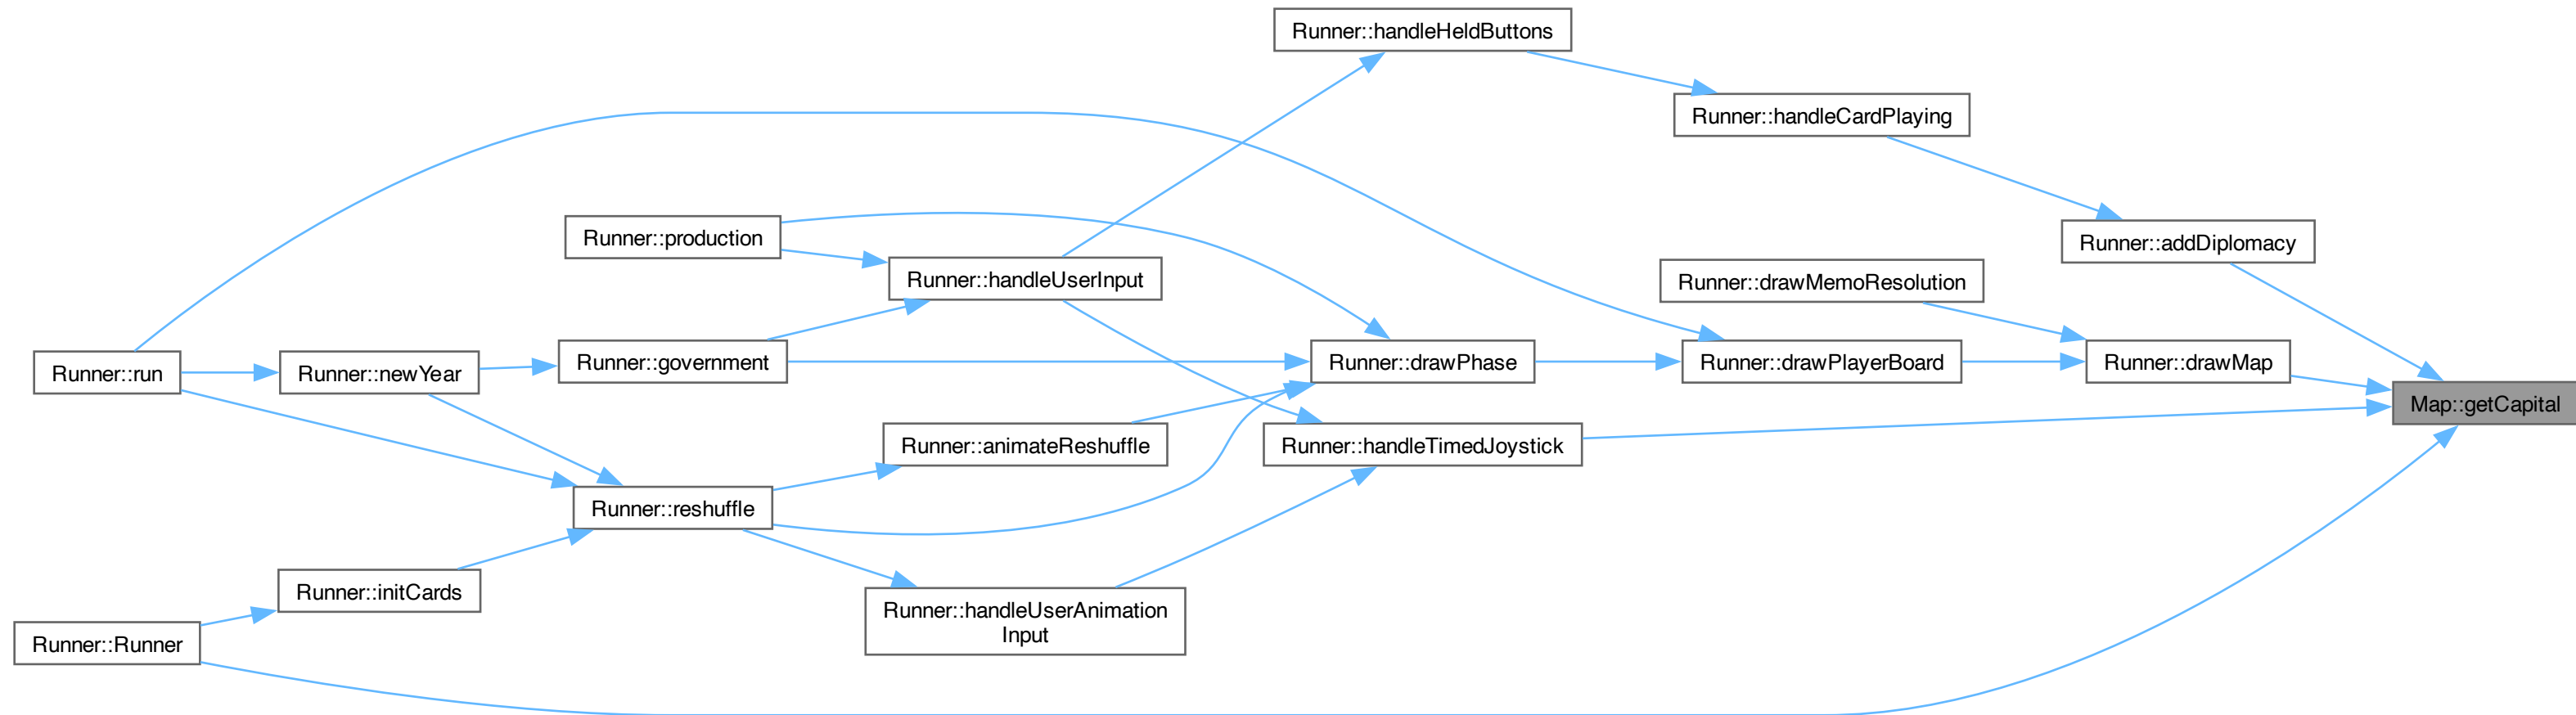 Runner::handleHeldButtons
Runner::handleCardPlaying
Runner::production
Runner::addDiplomacy
Runner::handleUserInput
Runner::drawMemoResolution
Runner::run
Runner::newYear
Runner::government
Runner::drawPhase
Runner::drawPlayerBoard
Runner::drawMap
Map::getCapital
Runner::animateReshuffle
Runner::handleTimedJoystick
Runner::reshuffle
Runner::initCards
Runner::handleUserAnimation
Input
Runner::Runner